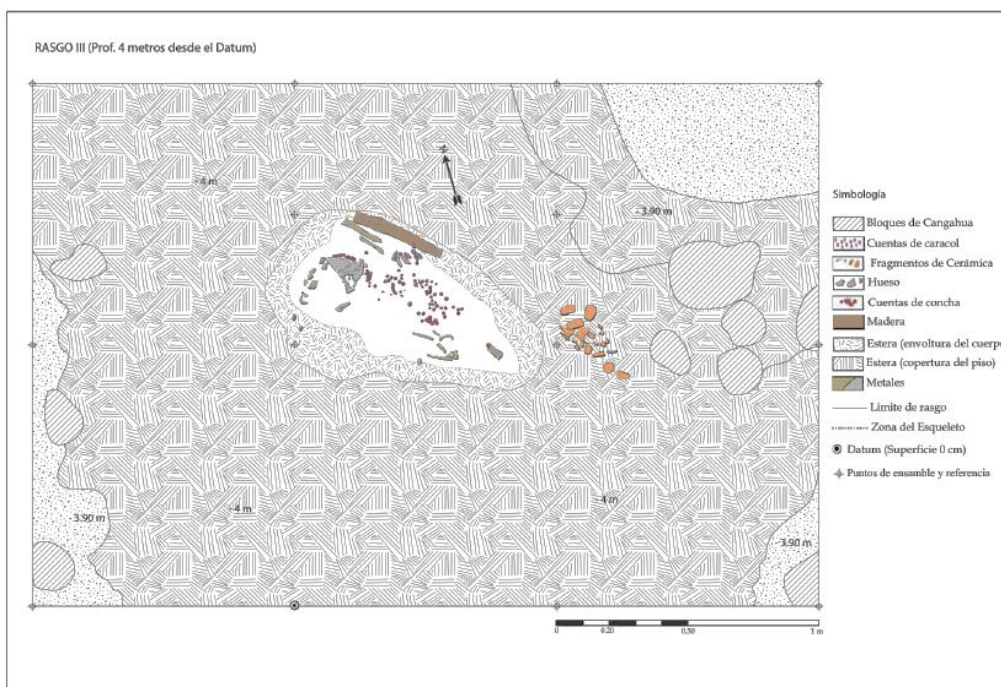 RASGO III (Prof. 4 metros desde el Datum)
N
- 4 m
- 3.90 m
- 4 m
- 4 m
- 3.90 m
- 3.90 m
Simbología
Bloques de Cangahua
Cuentas de caracol
Fragmentos de Cerámica
Hueso
Cuentas de concha
Madera
Estera (envoltura del cuerpo
Estera (copertura del piso)
Metales
Limite de rasgo
Zona del Esqueleto
Datum (Superficie 0 cm)
Puntos de ensamble y referencia
0 0.20 0.50 1 m